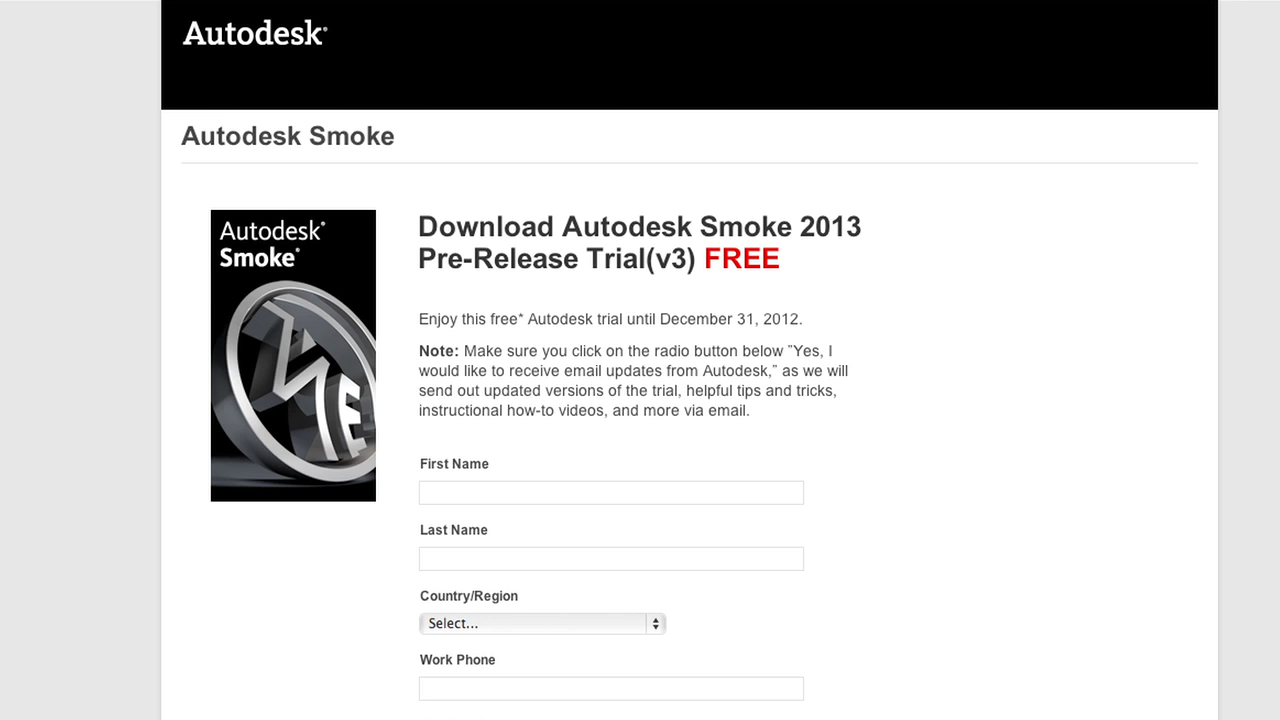 Autodesk®
Autodesk Smoke
Autodesk®
Smoke®
Download Autodesk Smoke 2013
Pre-Release Trial(v3) FREE
Enjoy this free* Autodesk trial until December 31, 2012.
Note: Make sure you click on the radio button below ”Yes, I
would like to receive email updates from Autodesk,” as we will
send out updated versions of the trial, helpful tips and tricks,
instructional how-to videos, and more via email.
First Name
Last Name
Country/Region
Select...
Work Phone